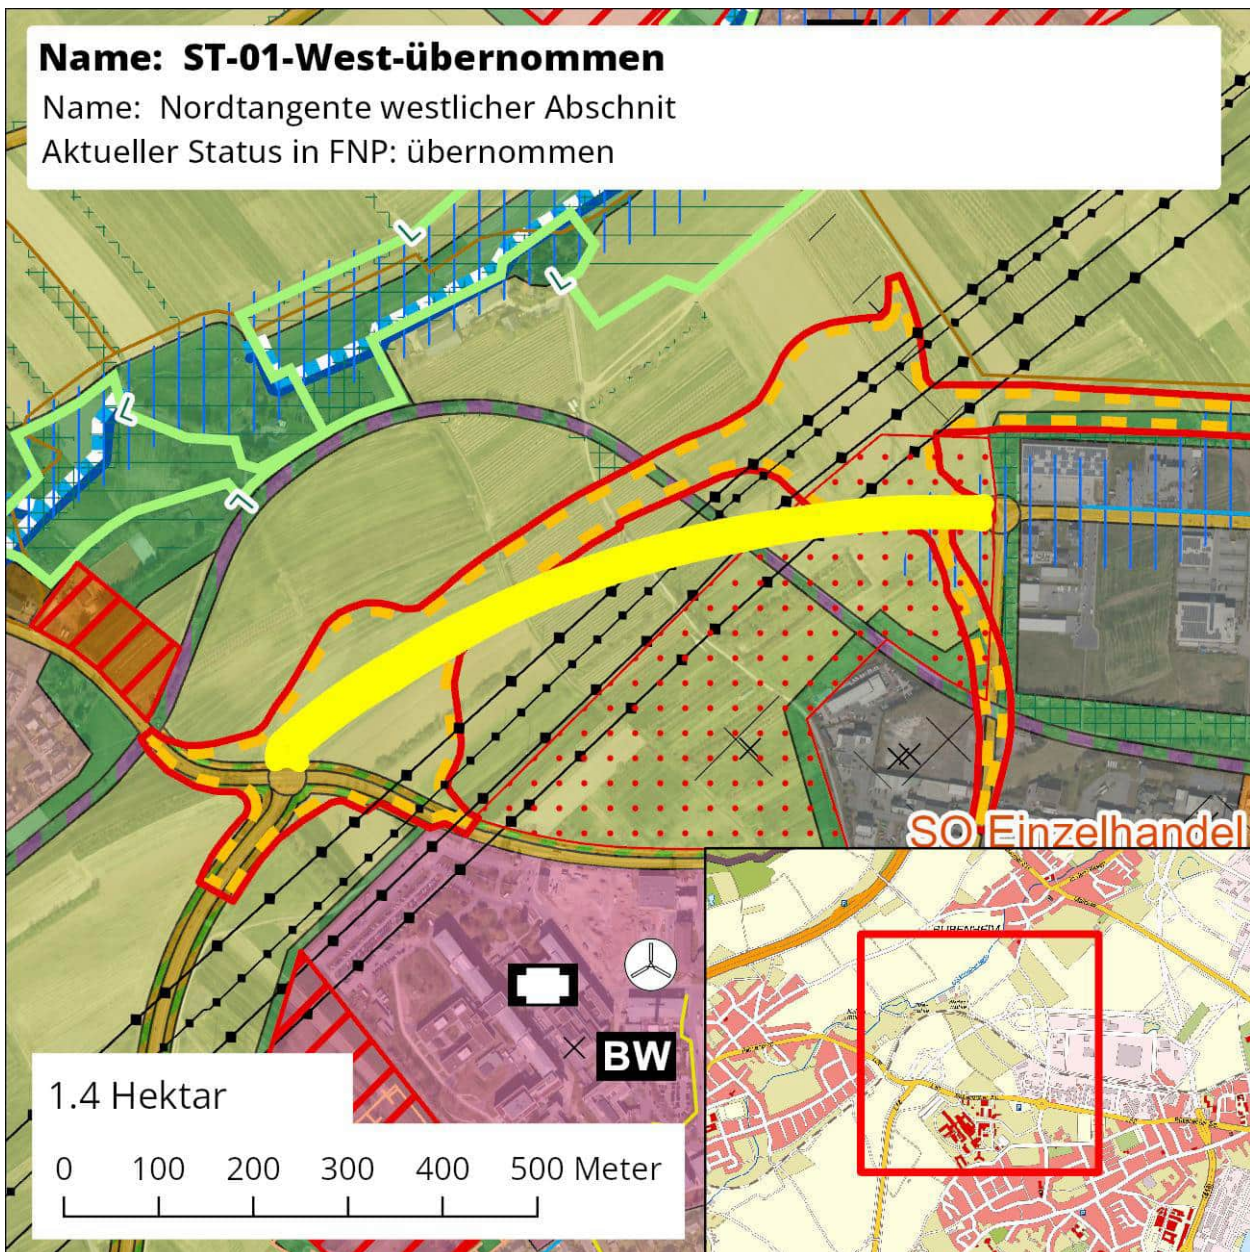 Name: ST-01-West-übernommen
Name: Nordtangente westlicher Abschnit
Aktueller Status in FNP: übernommen
L
L
L
L
SO Einzelhandel
BW
1.4 Hektar
0 100 200 300 400 500 Meter